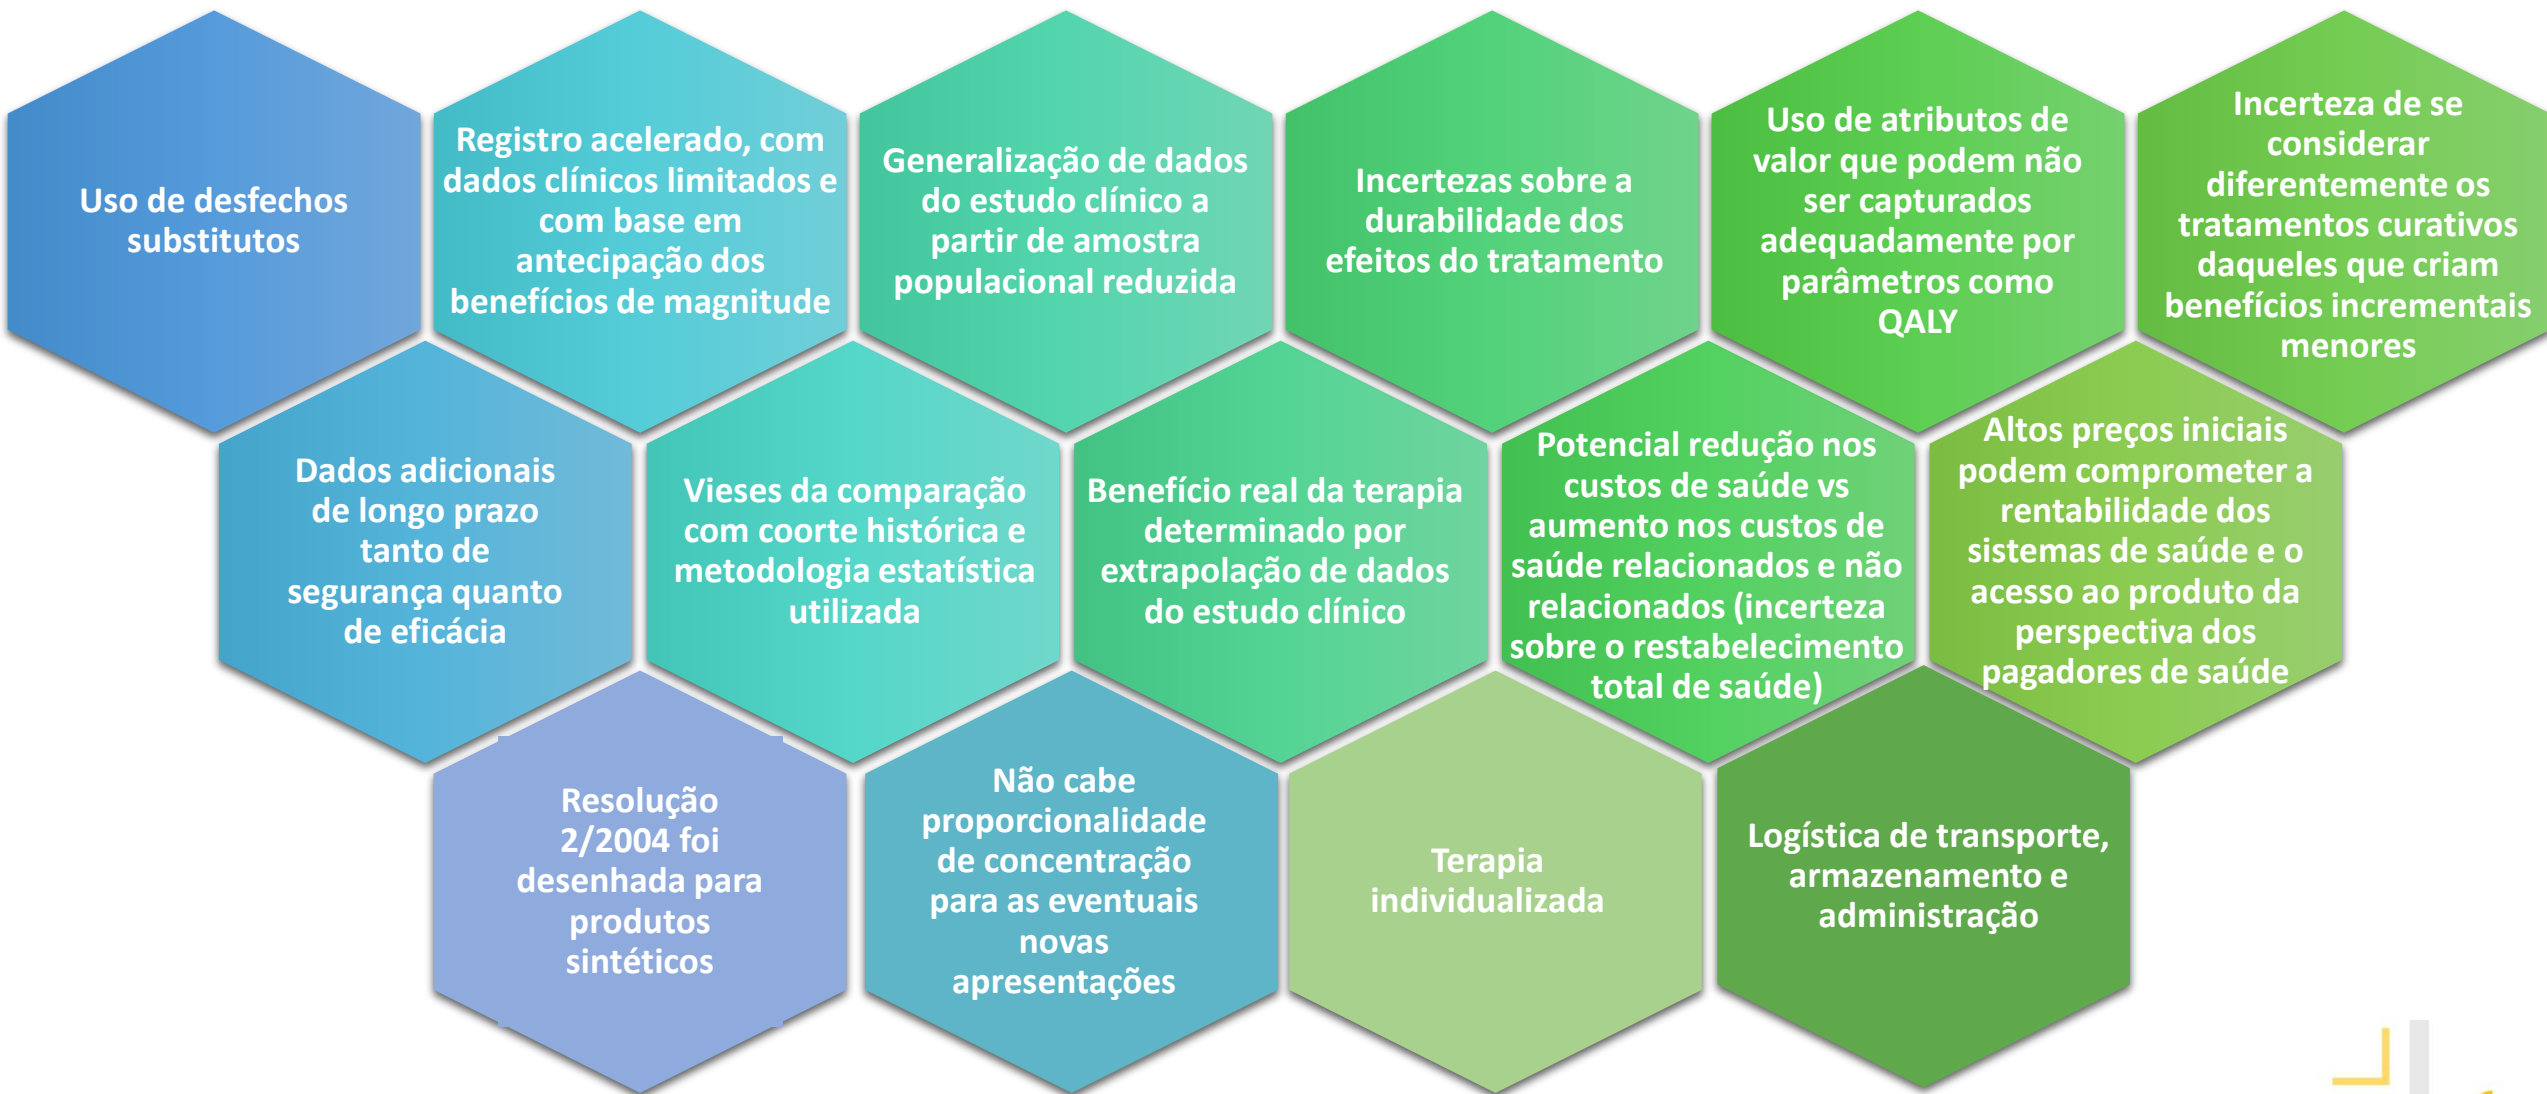 Uso de desfechos
substitutos
Registro acelerado, com
dados clínicos limitados e
com base em
antecipação dos
benefícios de magnitude
Generalização de dados
do estudo clínico a
partir de amostra
populacional reduzida
Incertezas sobre a
durabilidade dos
efeitos do tratamento
Uso de atributos de
valor que podem não
ser capturados
adequadamente por
parâmetros como
QALY
Incerteza de se
considerar
diferentemente os
tratamentos curativos
daqueles que criam
benefícios incrementais
menores
Dados adicionais
de longo prazo
tanto de
segurança quanto
de eficácia
Vieses da comparação
com coorte histórica e
metodologia estatística
utilizada
Benefício real da terapia
determinado por
extrapolação de dados
do estudo clínico
Potencial redução nos
custos de saúde vs
aumento nos custos de
saúde relacionados e não
relacionados (incerteza
sobre o restabelecimento
total de saúde)
Altos preços iniciais
podem comprometer a
rentabilidade dos
sistemas de saúde e o
acesso ao produto da
perspectiva dos
pagadores de saúde
Resolução
2/2004 foi
desenhada para
produtos
sintéticos
Não cabe
proporcionalidade
de concentração
para as eventuais
novas
apresentações
Terapia
individualizada
Logística de transporte,
armazenamento e
administração